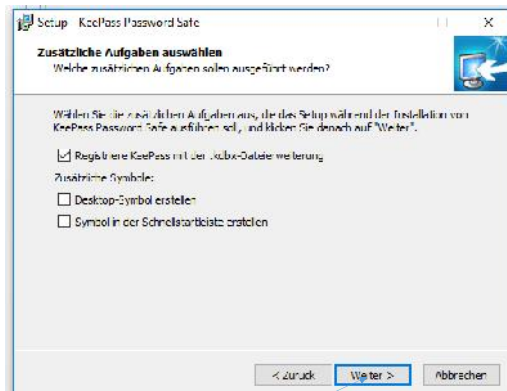 Setup - KeePass Password Safe
Zusätzliche Aufgaben auswählen
Welche zusätzlichen Aufgaben sollen ausgeführt werden?
Wählen Sie die zusätzlichen Aufgaben aus, die das Setup während der Installation von
KeePass Password Safe ausführen soll, und klicken Sie danach auf "Weiter".
Registriere KeePass mit der .kdbx-Dateierweiterung
Zusätzliche Symbole:
Desktop-Symbol erstellen
Symbol in der Schnellstartleiste erstellen
< Zurück
Weiter >
Abbrechen